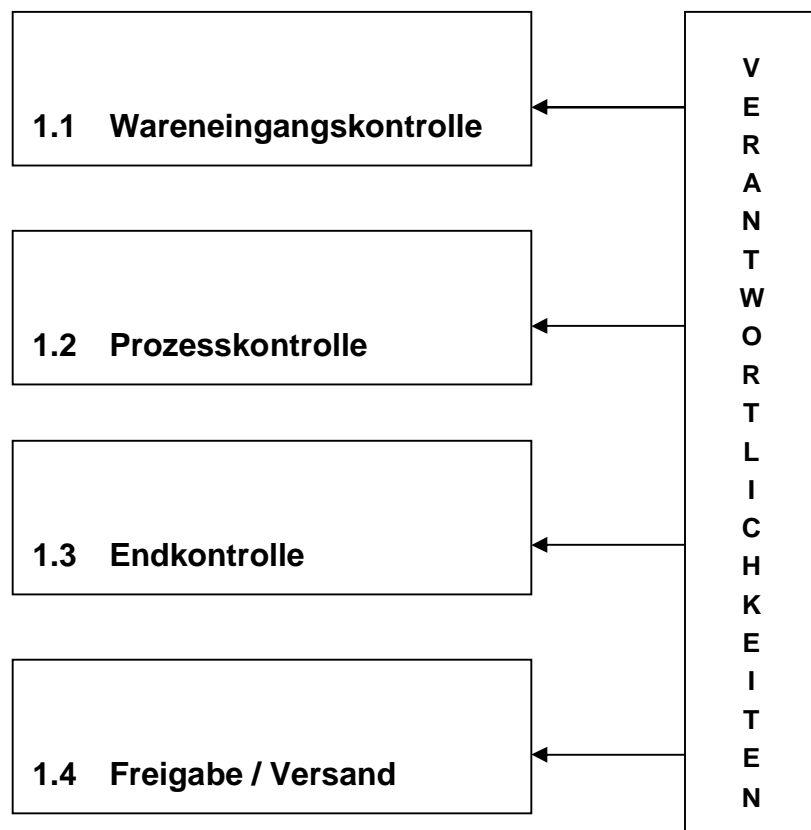 1.1 Wareneingangskontrolle
1.2 Prozesskontrolle
1.3 Endkontrolle
1.4 Freigabe / Versand
V
E
R
A
N
T
W
O
R
T
L
I
C
H
K
E
I
T
E
N